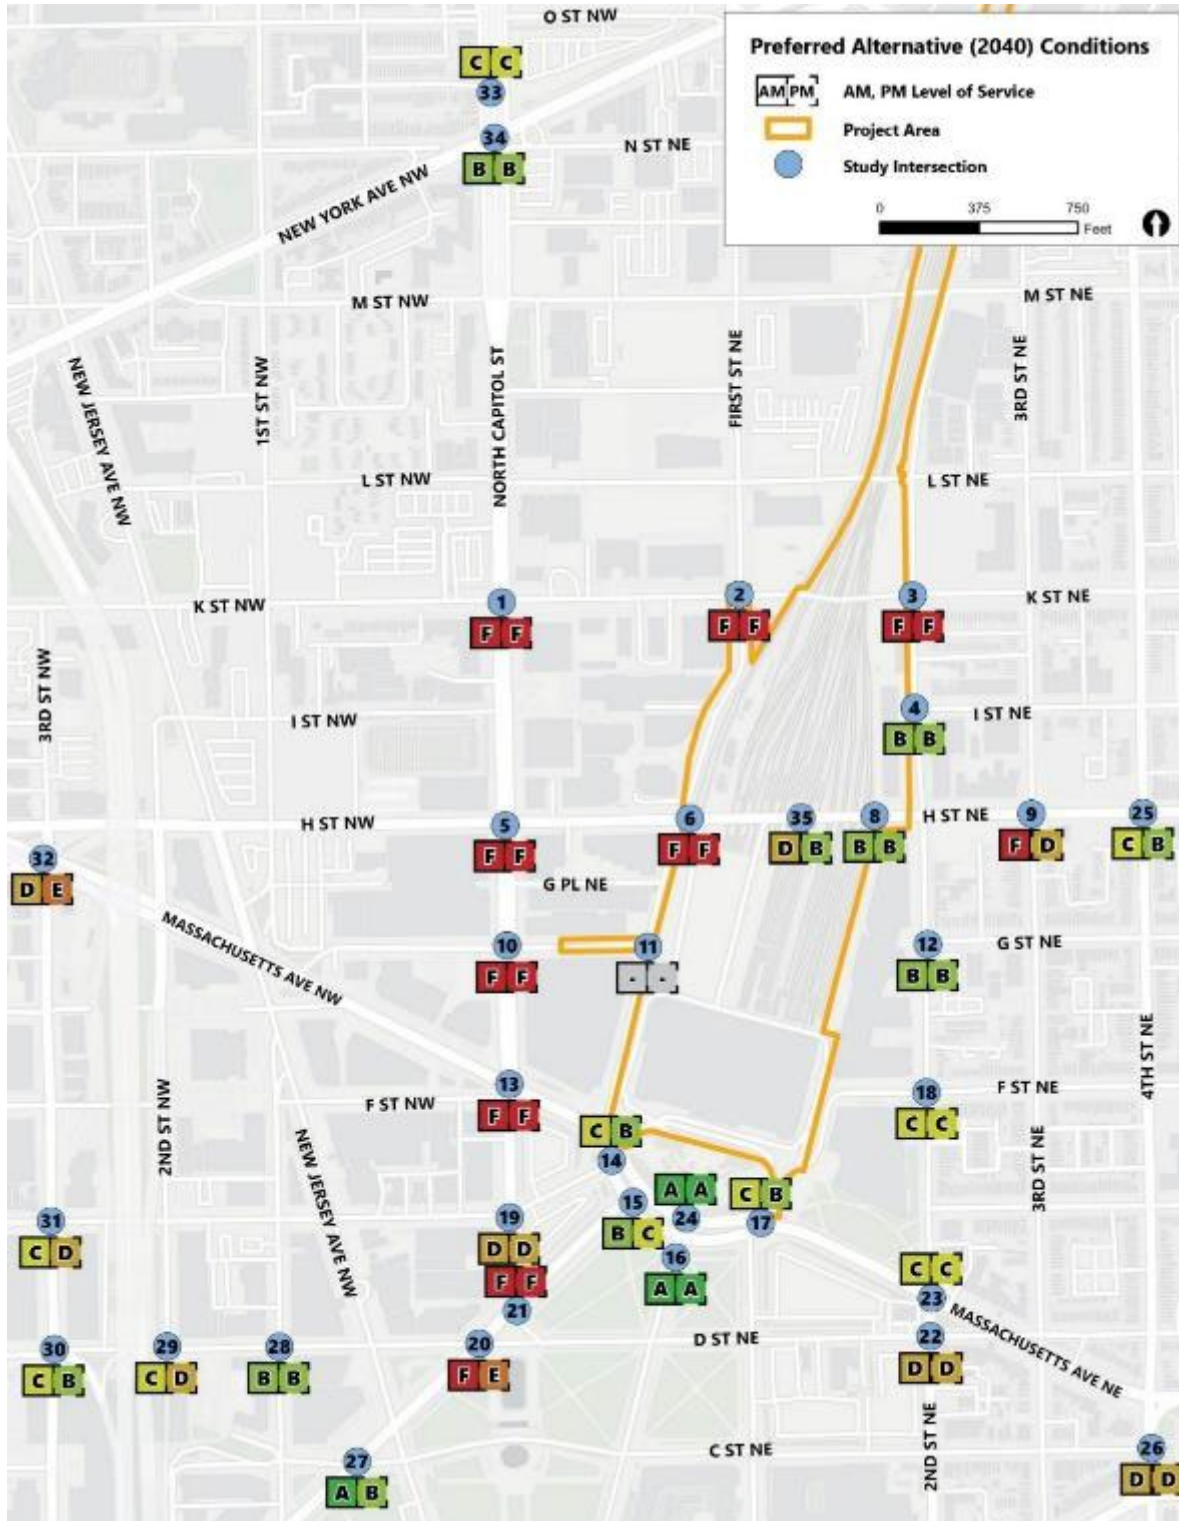 O ST NW
Preferred Alternative (2040) Conditions
AM PM AM, PM Level of Service
Project Area
Study Intersection
0 375 750
Feet
C C
33
34
B B
N ST NE
NEW YORK AVE NW
M ST NW
M ST NE
NEW JERSEY AVE NW
1ST ST NW
NORTH CAPITOL ST
FIRST ST NE
3RD ST NE
L ST NW
L ST NE
K ST NW
1
F F
2
F F
3
F F
K ST NE
3RD ST NW
I ST NW
4
B B
I ST NE
H ST NW
5
F F
6
F F
35
D B
8
B B
H ST NE
9
F D
25
C B
32
D E
G PL NE
MASSACHUSETTS AVE NW
10
F F
11
- -
12
B B
G ST NE
4TH ST NE
2ND ST NW
F ST NW
13
F F
18
C C
F ST NE
C B
14
NEW JERSEY AVE NW
3RD ST NE
A A
24
C B
17
15
B C
16
A A
31
C D
19
D D
F F
21
C C
23
MASSACHUSETTS AVE NE
30
C B
29
C D
28
B B
20
F E
D ST NE
22
D D
2ND ST NE
27
A B
C ST NE
26
D D